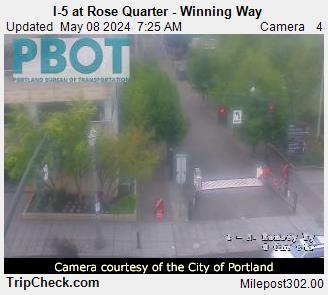 I-5 at Rose Quarter - Winning Way
Updated May 08 2024 7:25 AM Camera 4
PBOT
PORTLAND BUREAU OF TRANSPORTATION
Camera courtesy of the City of Portland
TripCheck.com Milepost302.00